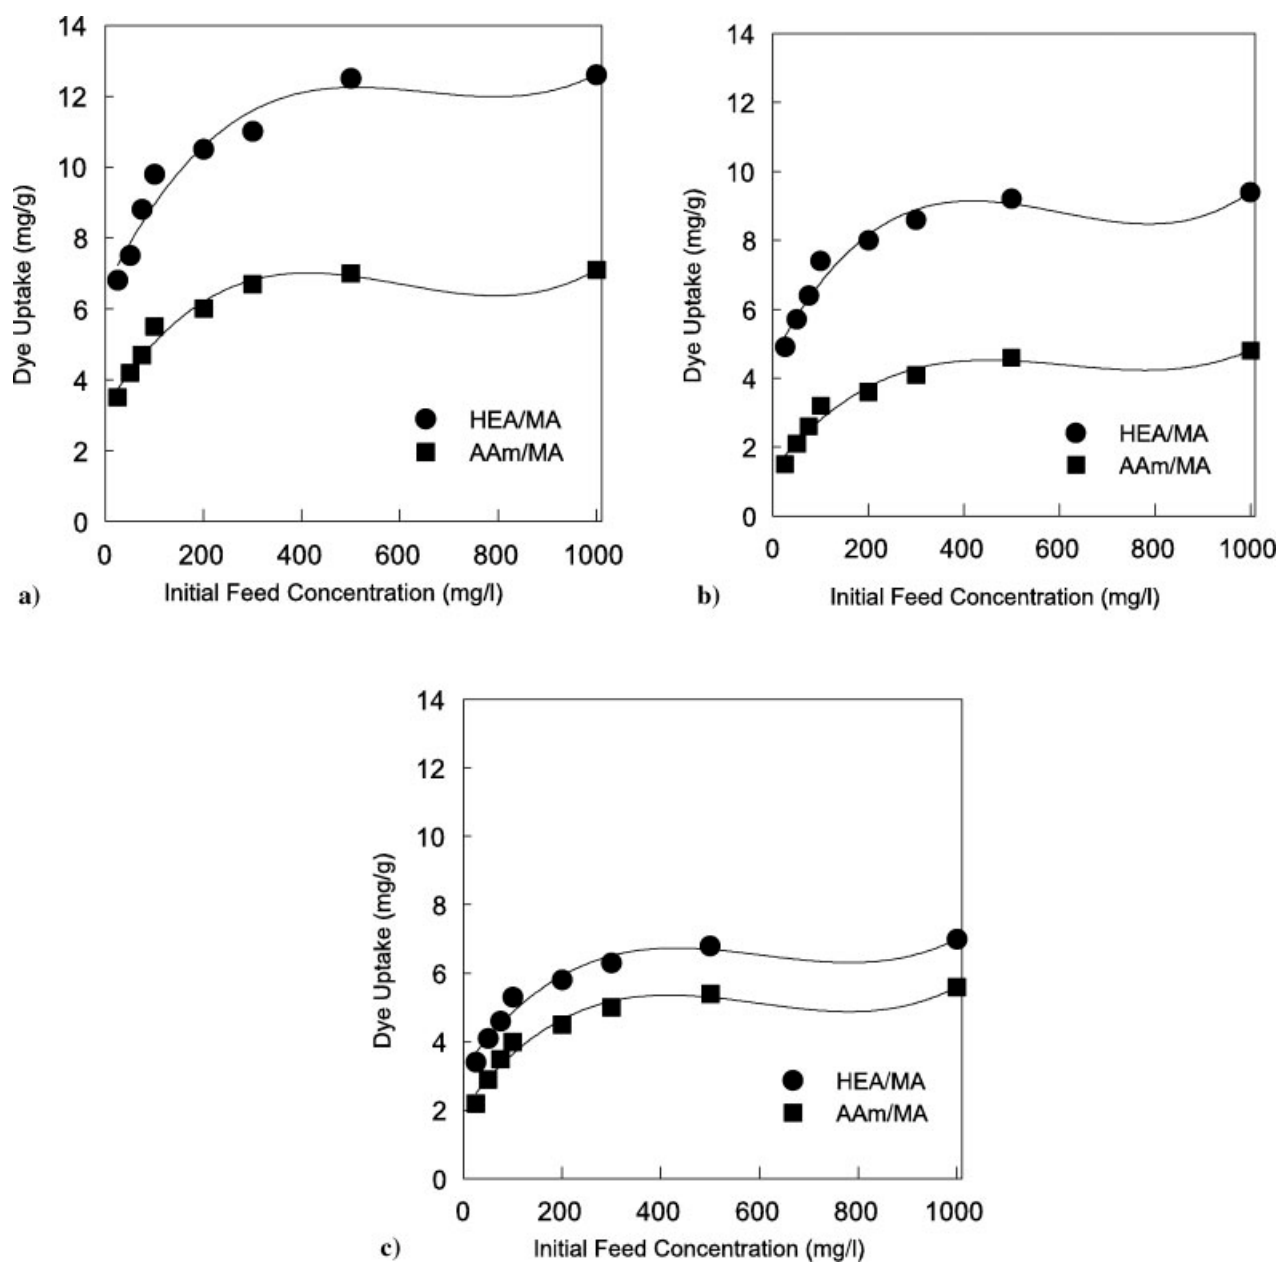 14
12
10
8
6
4
2
0
Dye Uptake (mg/g)
HEA/MA
AAm/MA
0 200 400 600 800 1000
Initial Feed Concentration (mg/l)
a)
14
12
10
8
6
4
2
0
Dye Uptake (mg/g)
HEA/MA
AAm/MA
0 200 400 600 800 1000
Initial Feed Concentration (mg/l)
b)
14
12
10
8
6
4
2
0
Dye Uptake (mg/g)
HEA/MA
AAm/MA
0 200 400 600 800 1000
Initial Feed Concentration (mg/l)
c)